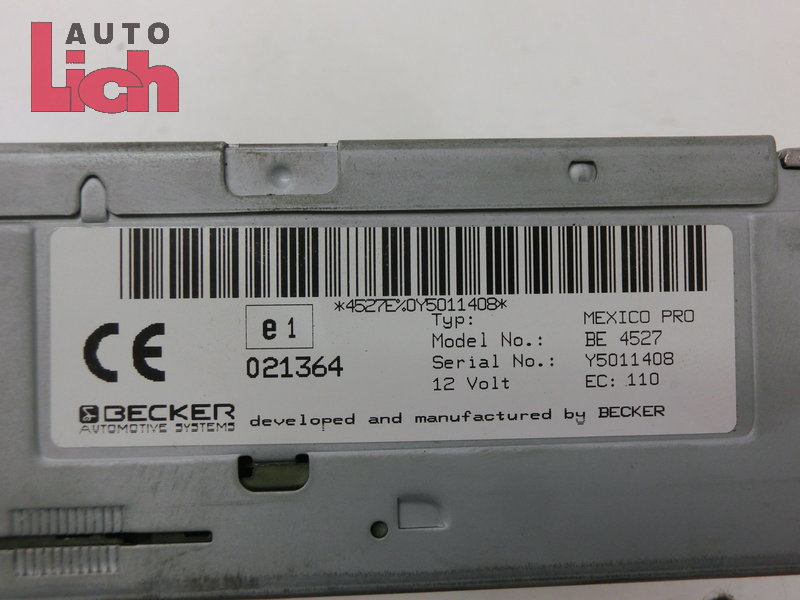 AUTO
Lich
*4527E%0Y5011408*
Typ: MEXICO PRO
Model No.: BE 4527
Serial No.: Y5011408
12 Volt EC: 110
CE
e1
021364
BECKER
AUTOMOTIVE SYSTEMS
developed and manufactured by BECKER